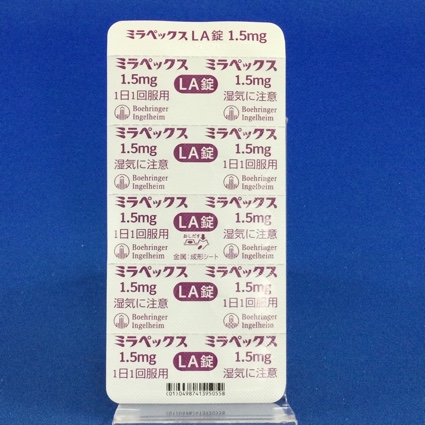 ミラペックスLA錠 1.5mg
ミラペックス ミラペックス
1.5mg LA錠 1.5mg
1日1回服用 湿気に注意
Boehringer Ingelheim Boehringer Ingelheim
ミラペックス ミラペックス
1.5mg LA錠 1.5mg
湿気に注意 1日1回服用
Boehringer Ingelheim Boehringer Ingelheim
ミラペックス ミラペックス
1.5mg LA錠 1.5mg
1日1回服用 おしだす 湿気に注意
Boehringer Ingelheim 金属:成形シート Boehringer Ingelheim
ミラペックス ミラペックス
1.5mg LA錠 1.5mg
湿気に注意 1日1回服用
Boehringer Ingelheim Boehringer Ingelheim
ミラペックス ミラペックス
1.5mg LA錠 1.5mg
1日1回服用 湿気に注意
(01)04987413950558